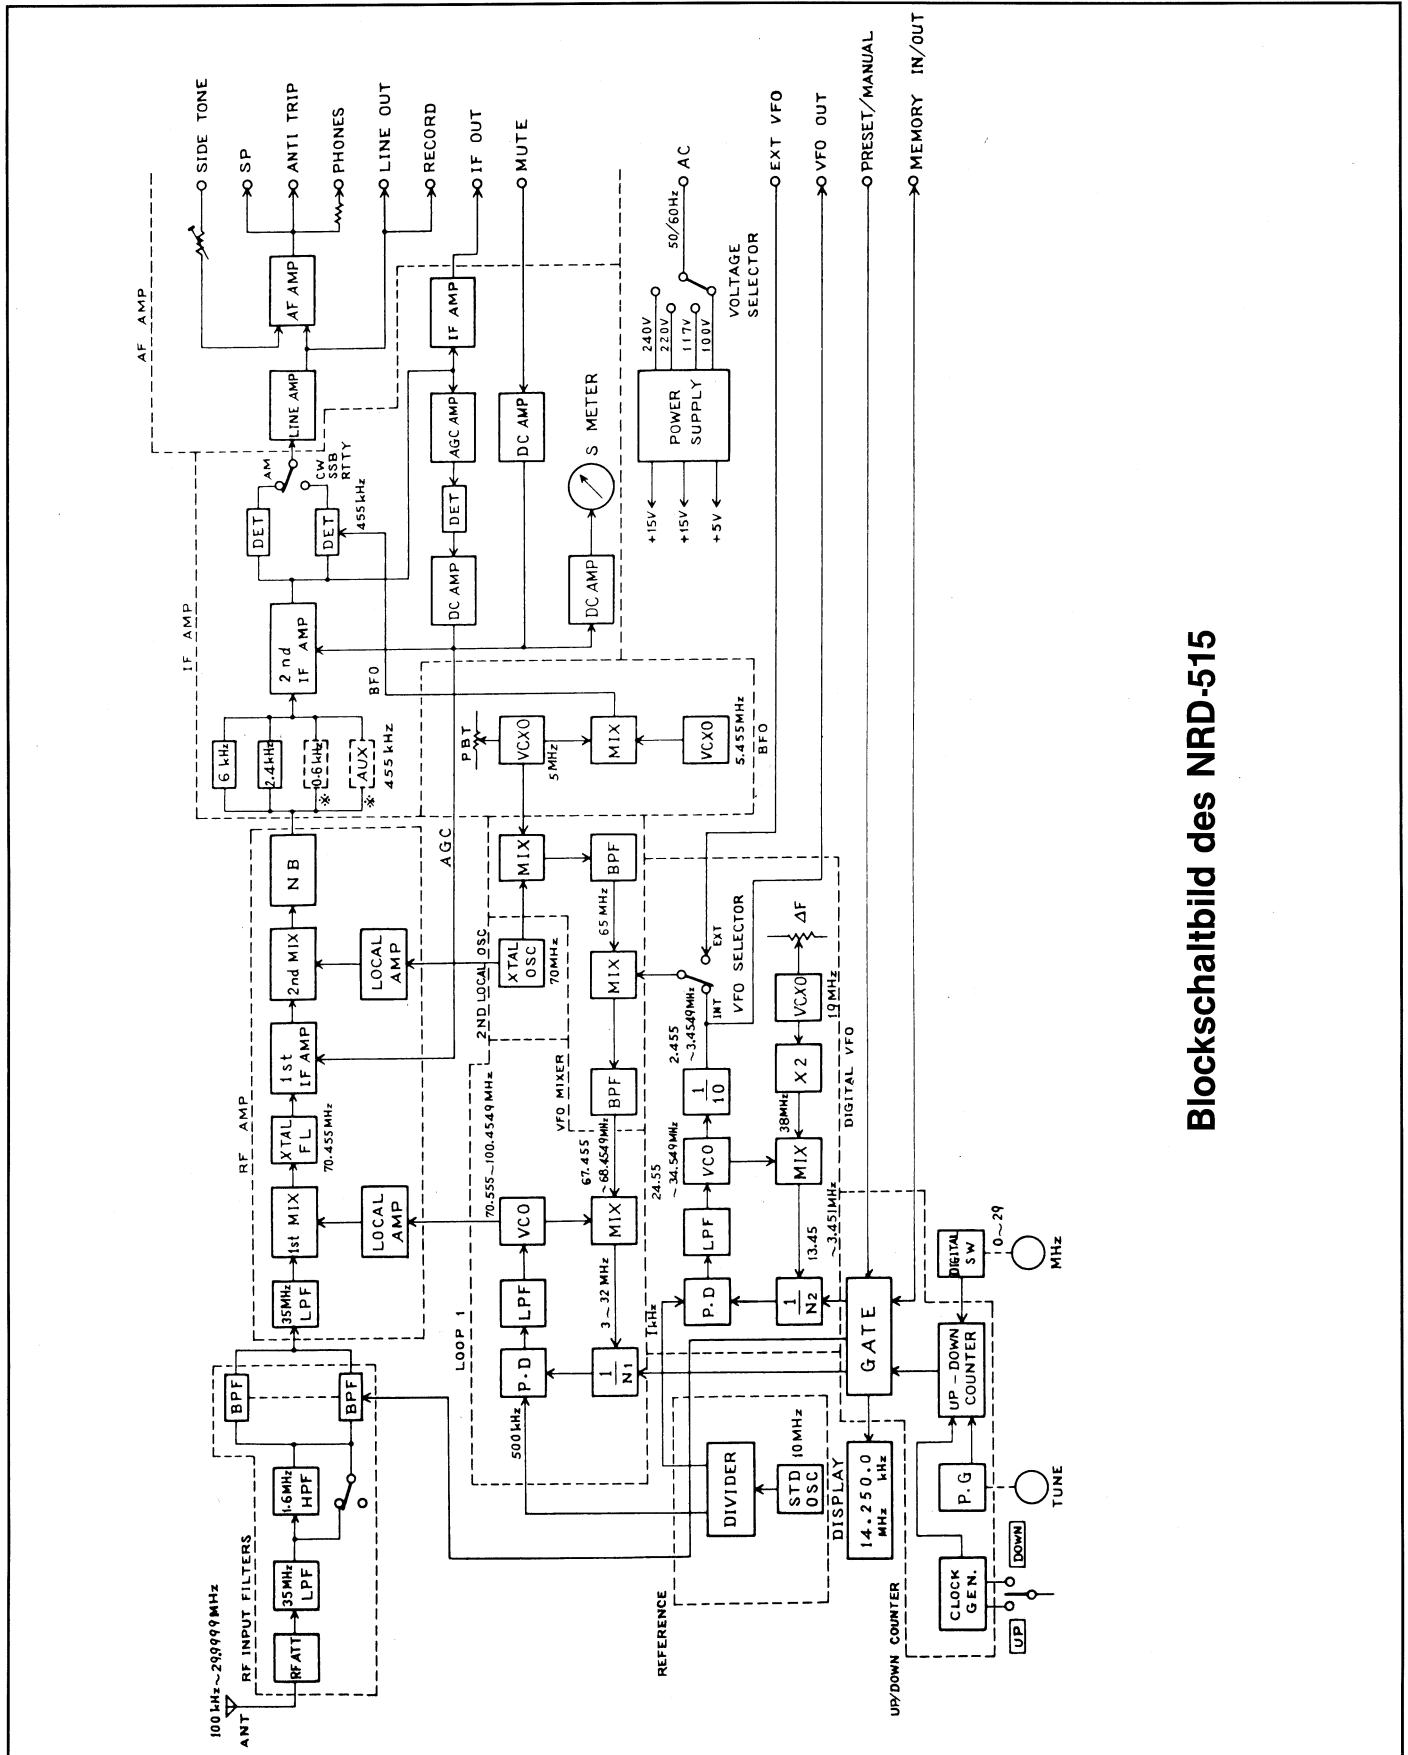 100 kHz~29.9999MHz
ANT
RF INPUT FILTERS
RF ATT
35MHz
LPF
1.6MHz
HPF
BPF
BPF
RF AMP
35MHz
LPF
1st MIX
XTAL
FL
70.455MHz
1st
IF AMP
2nd MIX
NB
LOCAL
AMP
LOCAL
AMP
AGC
IF AMP
6 kHz
2.4kHz
0.6kHz
※
AUX
※
455 kHz
2nd
IF AMP
DET
DET
455kHz
AM
CW
SSB
RTTY
BFO
AF AMP
LINE AMP
AF AMP
SIDE TONE
SP
ANTI TRIP
PHONES
LINE OUT
RECORD
IF OUT
MUTE
IF AMP
AGC AMP
DET
DC AMP
DC AMP
DC AMP
S METER
PBT
VCXO
5MHz
MIX
VCXO
5.455MHz
BFO
LOOP 1
500kHz
P.D
LPF
VCO
70.555~100.4549MHz
2ND LOCAL OSC
XTAL
OSC
70MHz
MIX
BPF
65MHz
MIX
VFO MIXER
BPF
67.455
~68.4549MHz
MIX
3~32 MHz
1
N1
1kHz
P.D
LPF
VCO
24.55
~34.549MHz
1
10
2.455
~3.4549MHz
INT
EXT
VFO SELECTOR
1
N2
13.45
~3.451MHz
MIX
38MHz
X2
VCXO
19MHz
ΔF
DIGITAL VFO
POWER
SUPPLY
+15V
+15V
+5V
240V
220V
117V
100V
50/60Hz
AC
VOLTAGE
SELECTOR
EXT VFO
VFO OUT
PRESET/MANUAL
MEMORY IN/OUT
REFERENCE
DIVIDER
STD
OSC
10MHz
DISPLAY
14.250.0
MHz kHz
GATE
UP/DOWN COUNTER
UP-DOWN
COUNTER
DIGITAL
SW
0~29
MHz
P.G
TUNE
CLOCK
GEN.
UP
DOWN
Blockschaltbild des NRD-515